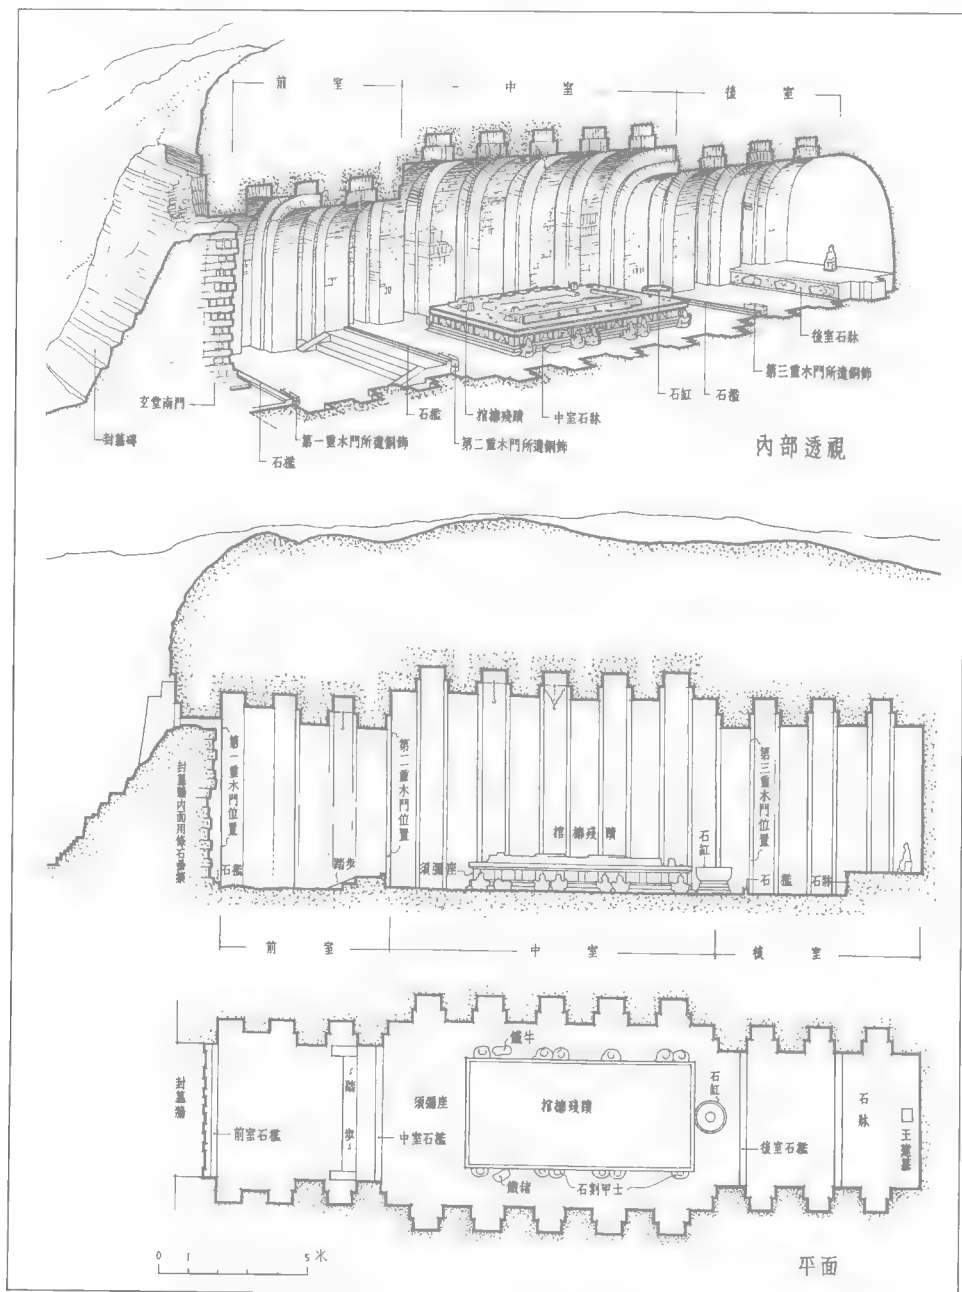 前室
中室
後室
後室石牀
第三重木門所遺銅飾
石檻
石缸
中室石牀
棺槨殘蹟
石檻
第二重木門所遺銅飾
第一重木門所遺銅飾
石檻
玄堂南門
封墓磚
內部透視
第一重木門位置
第二重木門位置
第三重木門位置
棺槨殘蹟
石缸
石檻
踏步
須彌座
石檻
石牀
前室
中室
後室
鐵牛
封墓牆
踏步
須彌座
棺槨殘蹟
石缸
石牀
前室石檻
中室石檻
後室石檻
鐵猪
石刻甲士
0 1 5米
平面